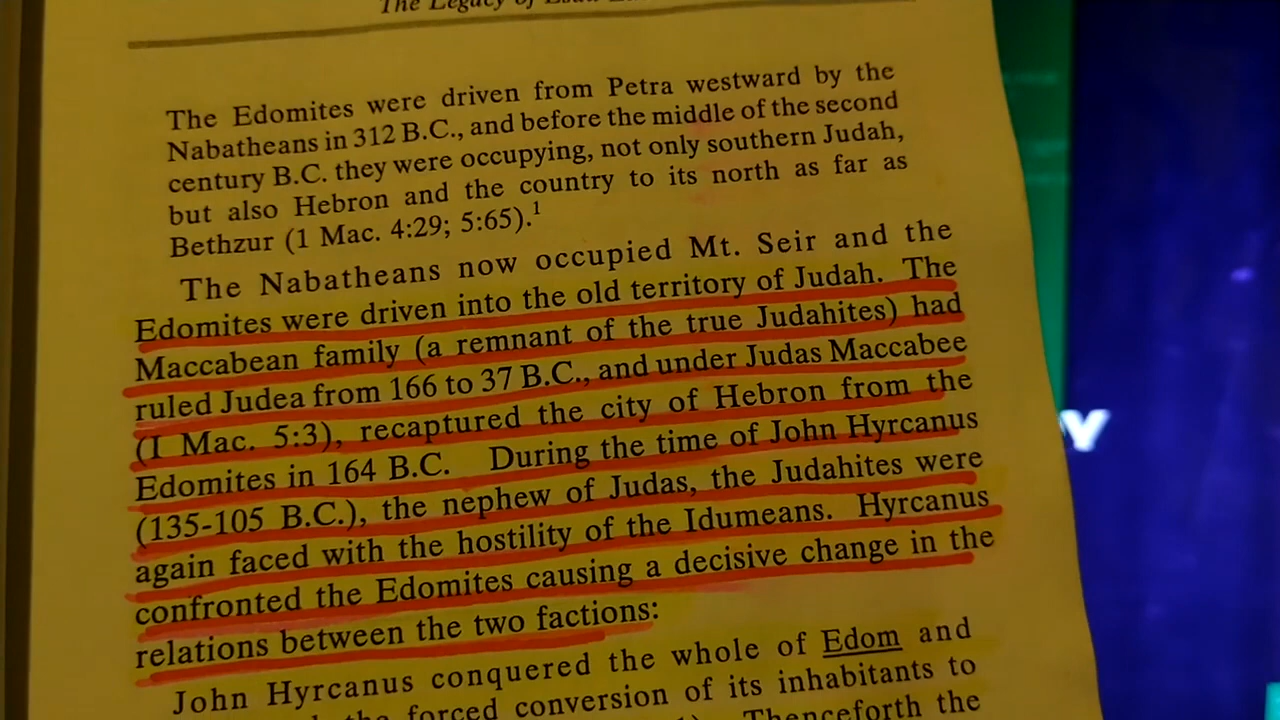 The Legacy of
The Edomites were driven from Petra westward by the
Nabatheans in 312 B.C., and before the middle of the second
century B.C. they were occupying, not only southern Judah,
but also Hebron and the country to its north as far as
Bethzur (1 Mac. 4:29; 5:65).¹
The Nabatheans now occupied Mt. Seir and the
Edomites were driven into the old territory of Judah. The
Maccabean family (a remnant of the true Judahites) had
ruled Judea from 166 to 37 B.C., and under Judas Maccabee
(I Mac. 5:3), recaptured the city of Hebron from the
Edomites in 164 B.C. During the time of John Hyrcanus
(135-105 B.C.), the nephew of Judas, the Judahites were
again faced with the hostility of the Idumeans. Hyrcanus
confronted the Edomites causing a decisive change in the
relations between the two factions:
John Hyrcanus conquered the whole of Edom and
the forced conversion of its inhabitants to
Thenceforth the